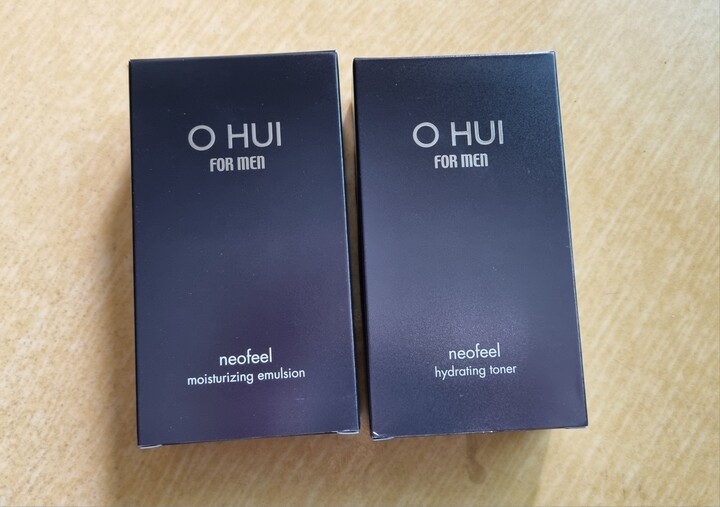 O HUI
FOR MEN
neofeel
moisturizing emulsion
O HUI
FOR MEN
neofeel
hydrating toner